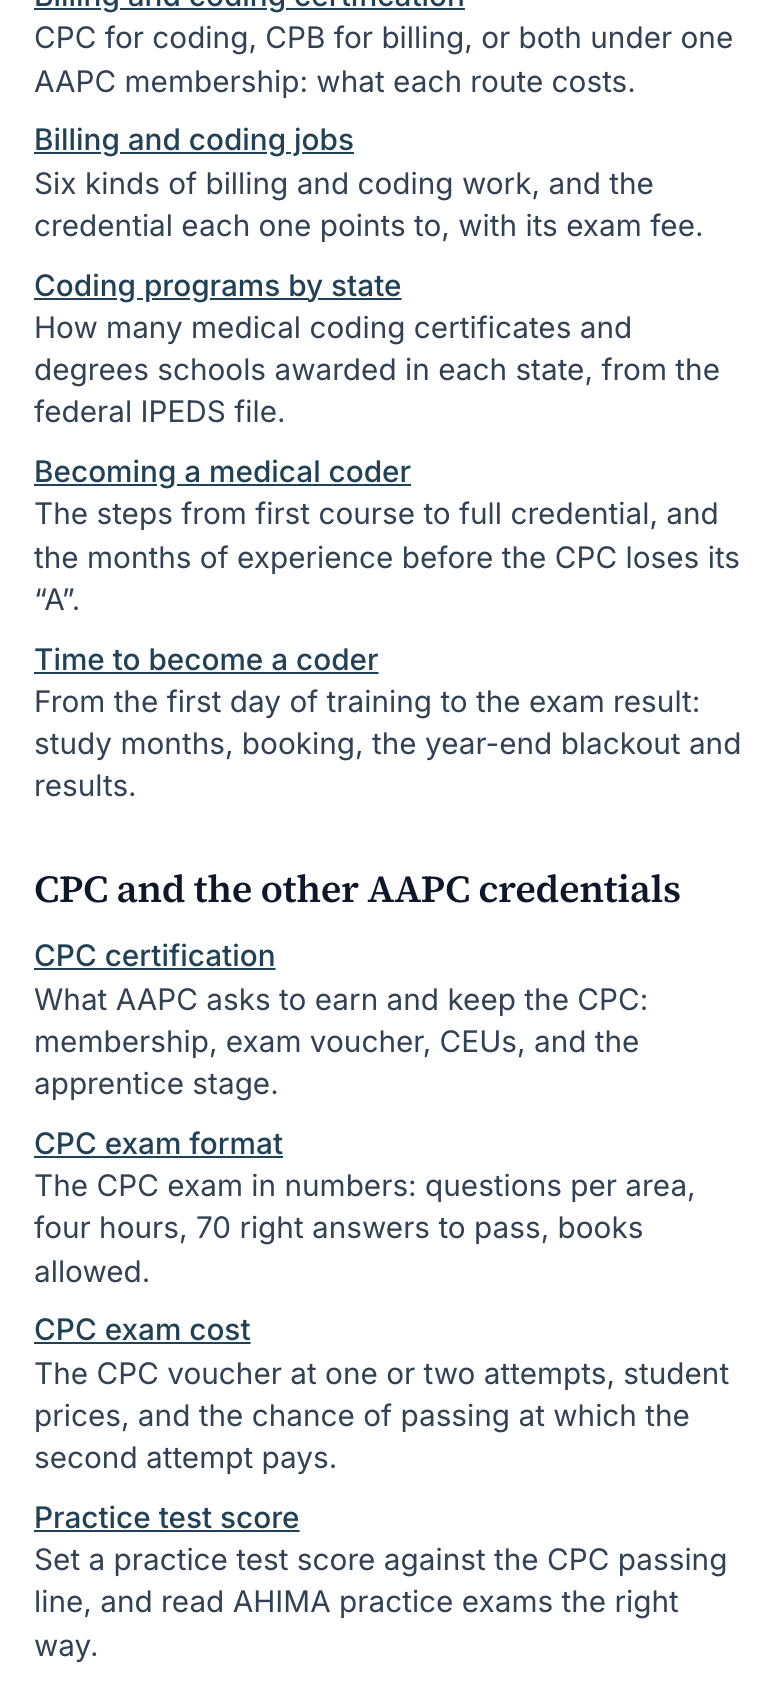 Billing and coding certification
CPC for coding, CPB for billing, or both under one
AAPC membership: what each route costs.
Billing and coding jobs
Six kinds of billing and coding work, and the
credential each one points to, with its exam fee.
Coding programs by state
How many medical coding certificates and
degrees schools awarded in each state, from the
federal IPEDS file.
Becoming a medical coder
The steps from first course to full credential, and
the months of experience before the CPC loses its
“A”.
Time to become a coder
From the first day of training to the exam result:
study months, booking, the year-end blackout and
results.
CPC and the other AAPC credentials
CPC certification
What AAPC asks to earn and keep the CPC:
membership, exam voucher, CEUs, and the
apprentice stage.
CPC exam format
The CPC exam in numbers: questions per area,
four hours, 70 right answers to pass, books
allowed.
CPC exam cost
The CPC voucher at one or two attempts, student
prices, and the chance of passing at which the
second attempt pays.
Practice test score
Set a practice test score against the CPC passing
line, and read AHIMA practice exams the right
way.